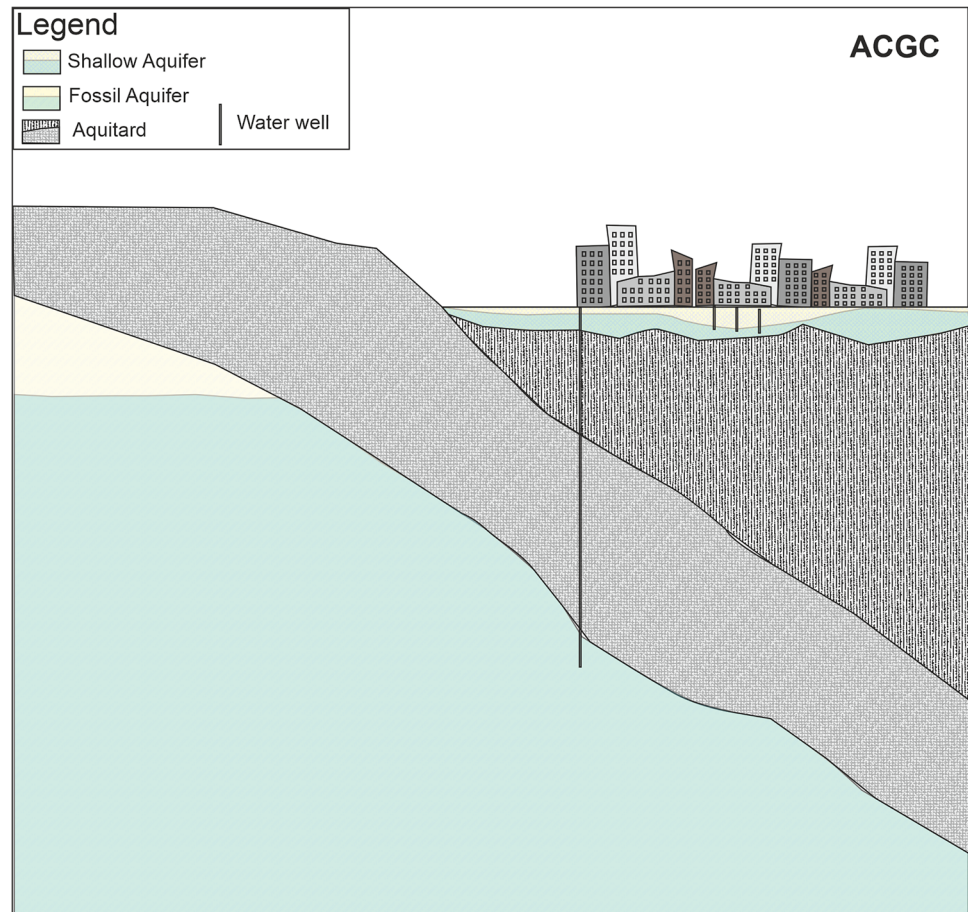 Legend
ACGC
Shallow Aquifer
Fossil Aquifer
Aquitard
Water well